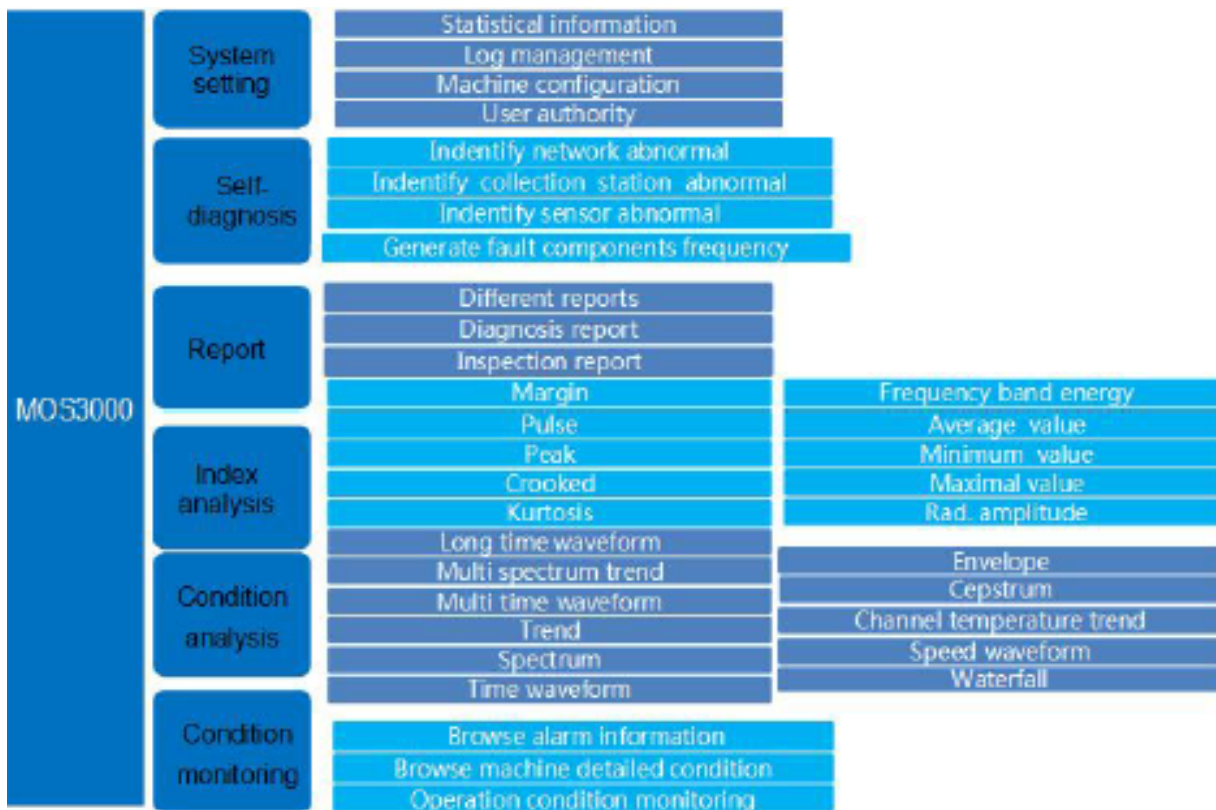 MOS3000
System
setting
Statistical information
Log management
Machine configuration
User authority
Self-
diagnosis
Indentify network abnormal
Indentify collection station abnormal
Indentify sensor abnormal
Generate fault components frequency
Report
Different reports
Diagnosis report
Inspection report
Index
analysis
Margin
Pulse
Peak
Crooked
Kurtosis
Frequency band energy
Average value
Minimum value
Maximal value
Rad. amplitude
Condition
analysis
Long time waveform
Multi spectrum trend
Multi time waveform
Trend
Spectrum
Time waveform
Envelope
Cepstrum
Channel temperature trend
Speed waveform
Waterfall
Condition
monitoring
Browse alarm information
Browse machine detailed condition
Operation condition monitoring